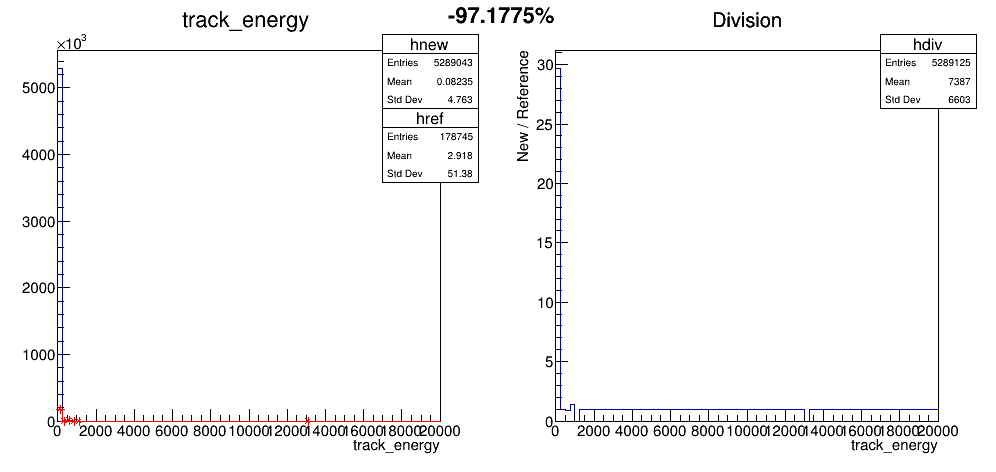 -97.1775%
track_energy
×10³
hnew
Entries 5289043
Mean 0.08235
Std Dev 4.763
href
Entries 178745
Mean 2.918
Std Dev 51.38
5000
4000
3000
2000
1000
0
0 2000 4000 6000 8000 10000 12000 14000 16000 18000 20000
track_energy
Division
hdiv
Entries 5289125
Mean 7387
Std Dev 6603
New / Reference
30
25
20
15
10
5
0
0 2000 4000 6000 8000 10000 12000 14000 16000 18000 20000
track_energy